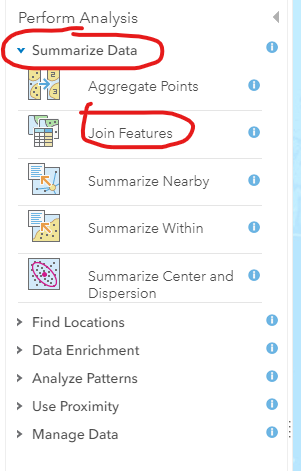 Perform Analysis
Summarize Data
Aggregate Points
Join Features
Summarize Nearby
Summarize Within
Summarize Center and
Dispersion
Find Locations
Data Enrichment
Analyze Patterns
Use Proximity
Manage Data